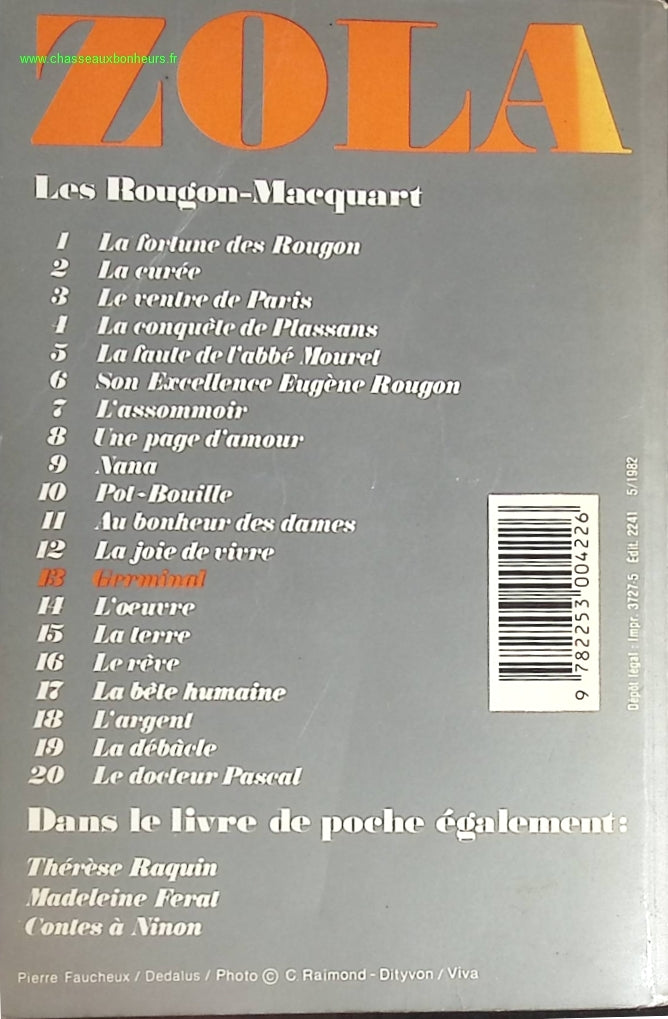 www.chasseauxbonheurs.fr
ZOLA
Les Rougon-Macquart
1 La fortune des Rougon
2 La curée
3 Le ventre de Paris
4 La conquête de Plassans
5 La faute de l'abbé Mouret
6 Son Excellence Eugène Rougon
7 L'assommoir
8 Une page d'amour
9 Nana
10 Pot-Bouille
11 Au bonheur des dames
12 La joie de vivre
13 Germinal
14 L'oeuvre
15 La terre
16 Le rêve
17 La bête humaine
18 L'argent
19 La débâcle
20 Le docteur Pascal
9 782253 004226
Dépôt légal : Impr. 3727-5 Edit. 2241 5/1982
Dans le livre de poche également:
Thérèse Raquin
Madeleine Ferat
Contes à Ninon
Pierre Faucheux / Dedalus / Photo © C. Raimond - Dityvon / Viva